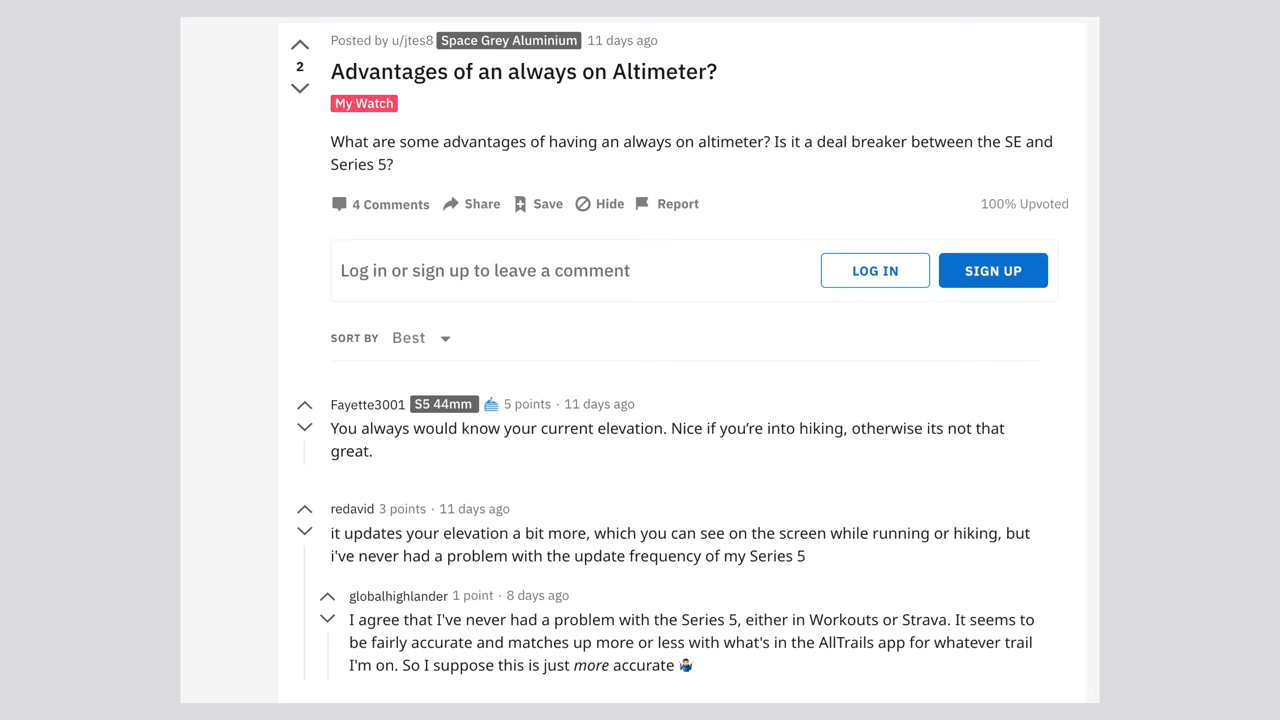 Posted by u/jtes8 Space Grey Aluminium 11 days ago
2
Advantages of an always on Altimeter?
My Watch
What are some advantages of having an always on altimeter? Is it a deal breaker between the SE and
Series 5?
4 Comments Share Save Hide Report 100% Upvoted
Log in or sign up to leave a comment LOG IN SIGN UP
SORT BY Best
Fayette3001 S5 44mm 5 points · 11 days ago
You always would know your current elevation. Nice if you’re into hiking, otherwise its not that
great.
redavid 3 points · 11 days ago
it updates your elevation a bit more, which you can see on the screen while running or hiking, but
i've never had a problem with the update frequency of my Series 5
globalhighlander 1 point · 8 days ago
I agree that I've never had a problem with the Series 5, either in Workouts or Strava. It seems to
be fairly accurate and matches up more or less with what's in the AllTrails app for whatever trail
I'm on. So I suppose this is just more accurate